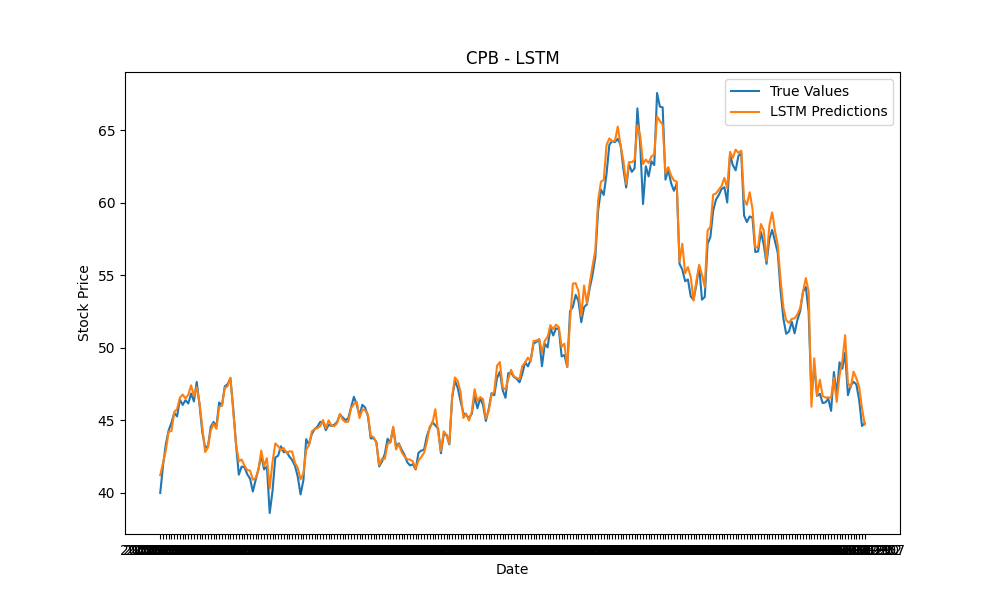 CPB - LSTM
True Values
LSTM Predictions
65
60
55
50
45
40
Stock Price
Date